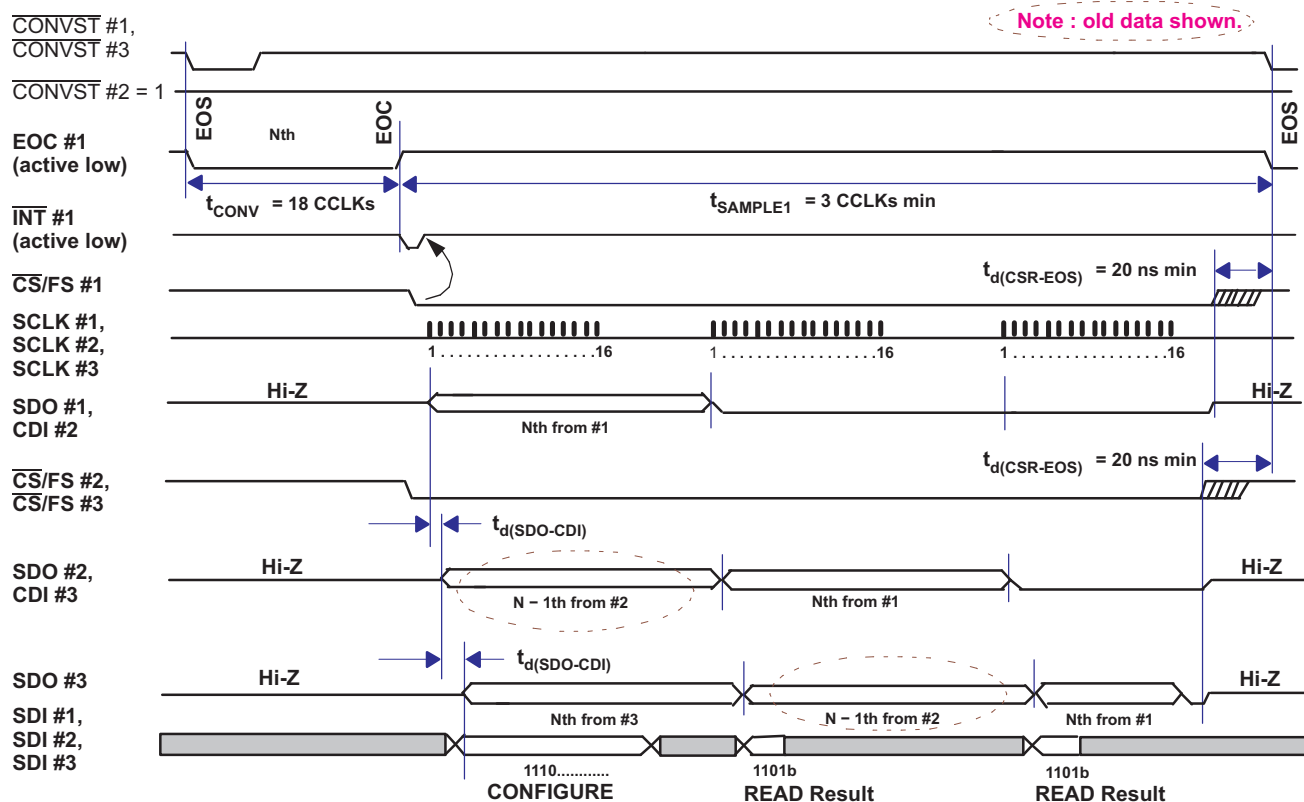 CONVST #1,
CONVST #3
Note : old data shown.
CONVST #2 = 1
EOS
Nth
EOC
EOS
EOC #1
(active low)
tCONV = 18 CCLKs
tSAMPLE1 = 3 CCLKs min
INT #1
(active low)
td(CSR-EOS) = 20 ns min
CS/FS #1
SCLK #1,
SCLK #2,
SCLK #3
1 . . . . . . . . . . . . . . 16
1 . . . . . . . . . . . . . . 16
1 . . . . . . . . . . . . . . 16
Hi-Z
Hi-Z
SDO #1,
CDI #2
Nth from #1
td(CSR-EOS) = 20 ns min
CS/FS #2,
CS/FS #3
td(SDO-CDI)
Hi-Z
Hi-Z
SDO #2,
CDI #3
N − 1th from #2
Nth from #1
td(SDO-CDI)
Hi-Z
Hi-Z
SDO #3
Nth from #3
N − 1th from #2
Nth from #1
SDI #1,
SDI #2,
SDI #3
1110............
1101b
1101b
CONFIGURE
READ Result
READ Result